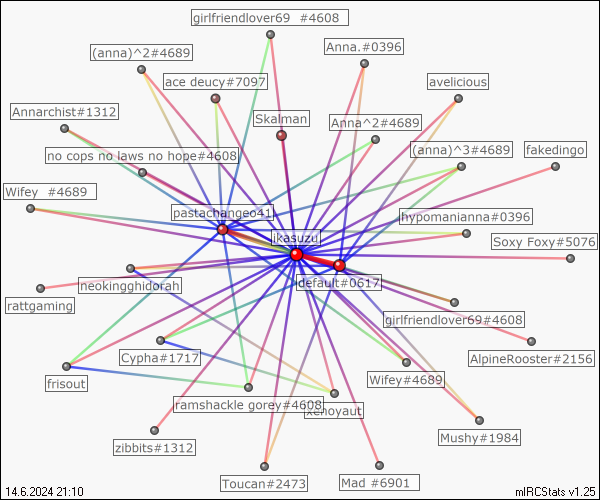 girlfriendlover69 #4608
Anna.#0396
(anna)^2#4689
ace deucy#7097
avelicious
Annarchist#1312
Skalman
Anna^2#4689
no cops no laws no hope#4608
(anna)^3#4689
fakedingo
Wifey #4689
pastachangeo41
hypomanianna#0396
ikasuzu
Soxy Foxy#5076
neokingghidorah
default#0617
rattgaming
girlfriendlover69#4608
Cypha#1717
AlpineRooster#2156
frisout
Wifey#4689
ramshackle gorey#4608
xenoyaut
zibbits#1312
Mushy#1984
Toucan#2473
Mad #6901
14.6.2024 21:10
mIRCStats v1.25